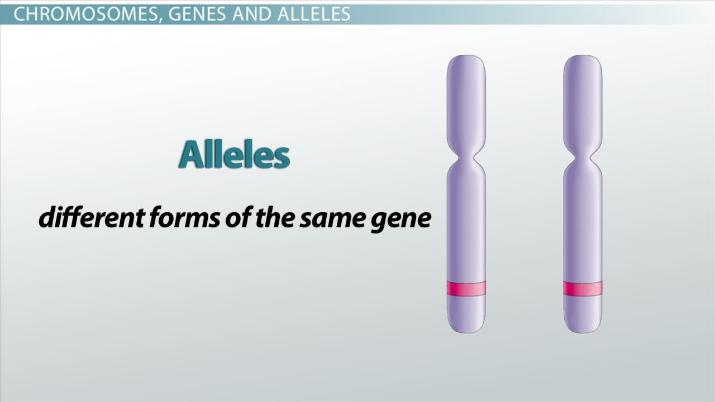 CHROMOSOMES, GENES AND ALLELES
Alleles
different forms of the same gene